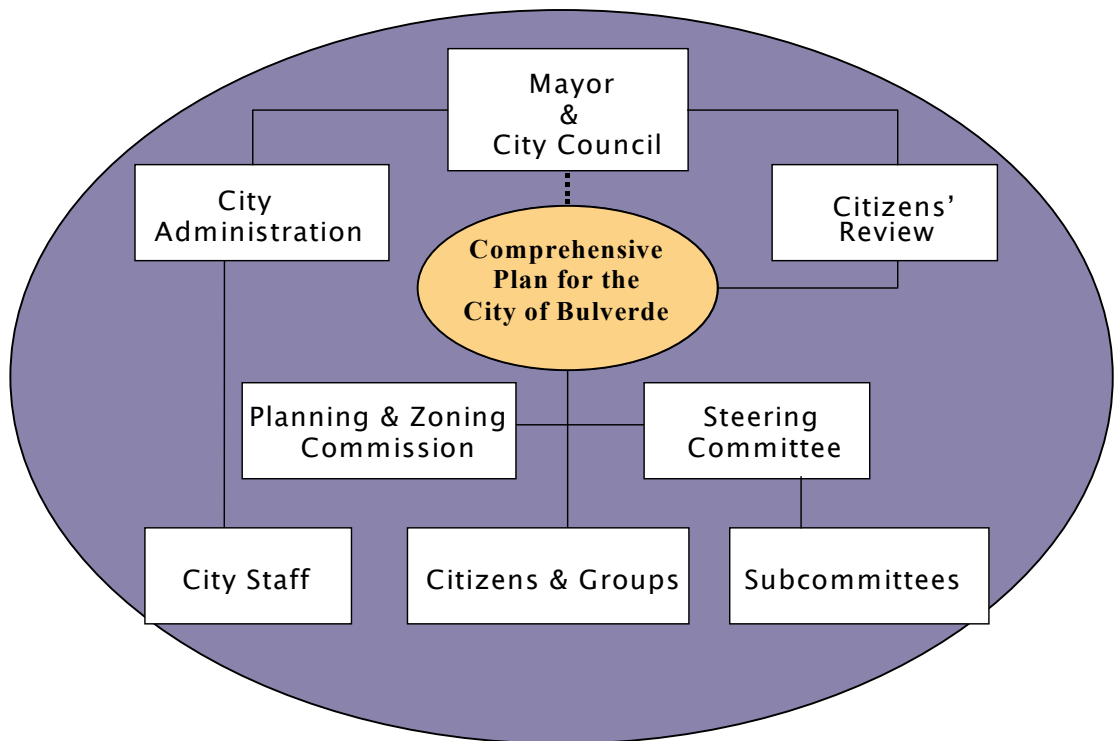 Mayor
&
City Council
City
Administration
Citizens’
Review
Comprehensive
Plan for the
City of Bulverde
Planning & Zoning
Commission
Steering
Committee
City Staff
Citizens & Groups
Subcommittees